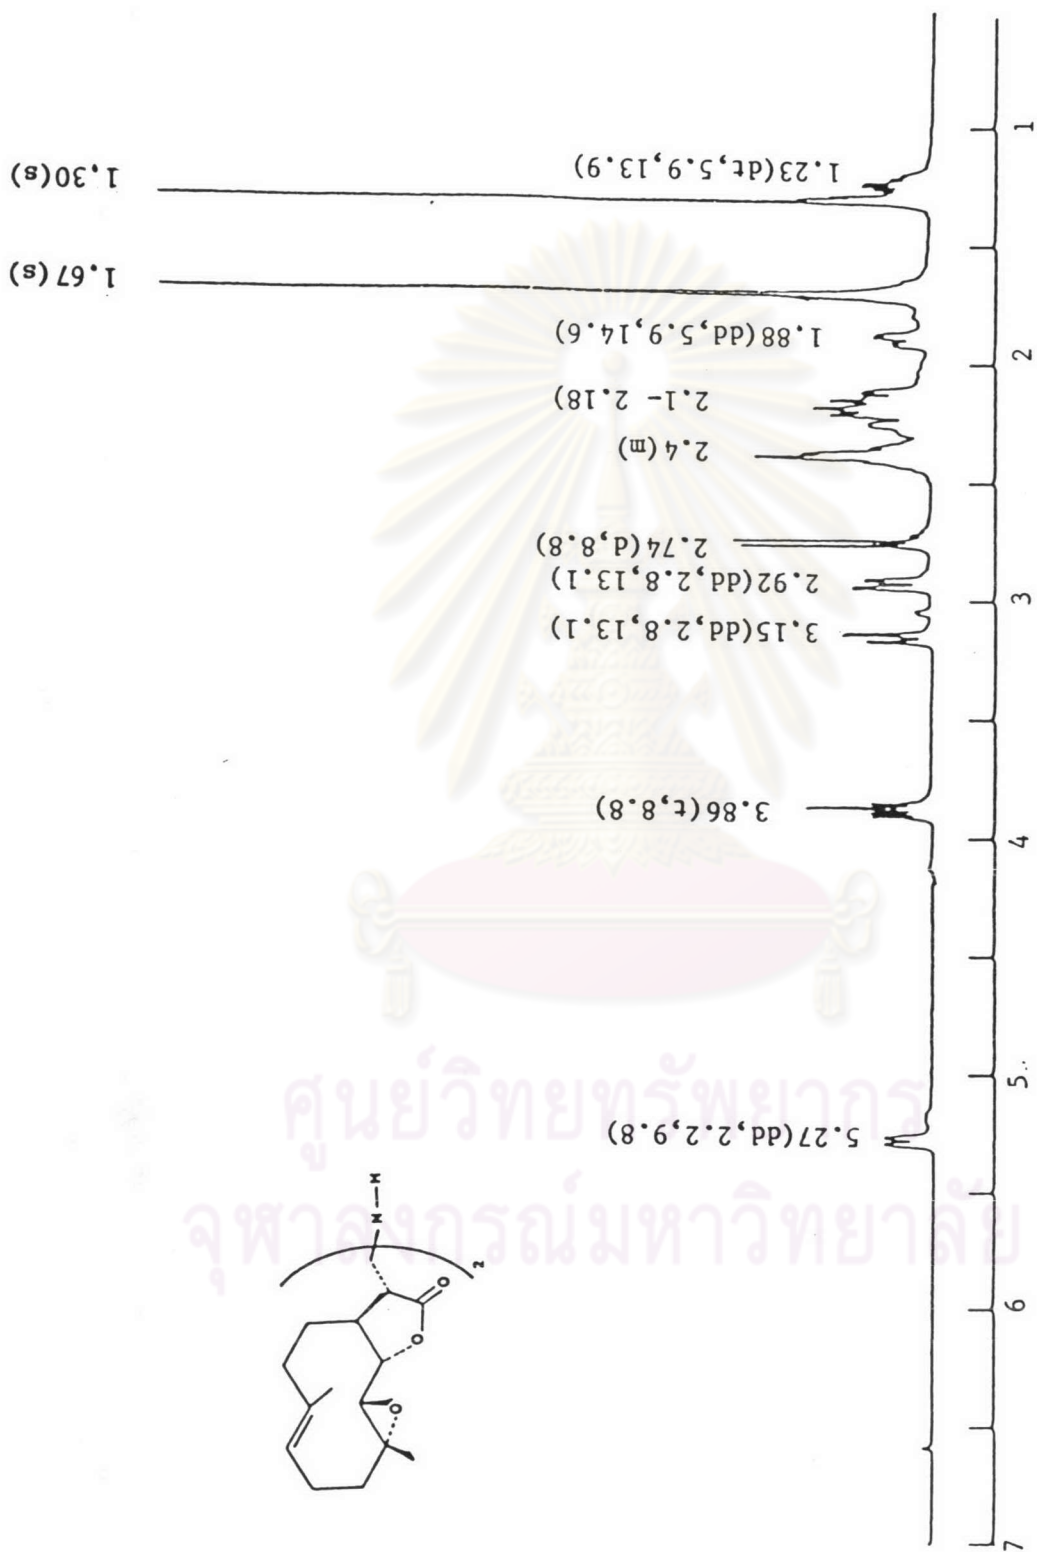 1.30(s)
1.23(dt,5.9,13.9)
1.67(s)
1.88(dd,5.9,14.6)
2.1- 2.18)
2.4(m)
2.74(d,8.8)
2.92(dd,2.8,13.1)
3.15(dd,2.8,13.1)
3.86(t,8.8)
5.27(dd,2.2,9.8)
1
2
3
4
5..
6
7
N—H
2
O
O
O
ศูนย์วิทยทรัพยากร
จุฬาลงกรณ์มหาวิทยาลัย